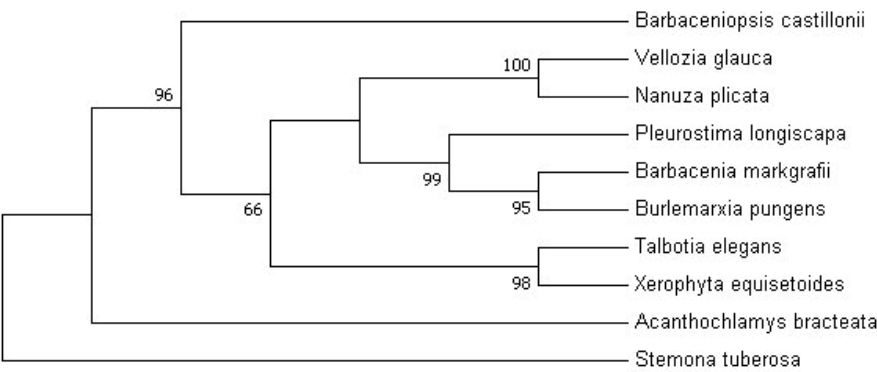 Barbaceniopsis castillonii
Vellozia glauca
100
Nanuza plicata
96
Pleurostima longiscapa
Barbacenia markgrafii
99
Burlemarxia pungens
95
66
Talbotia elegans
Xerophyta equisetoides
98
Acanthochlamys bracteata
Stemona tuberosa